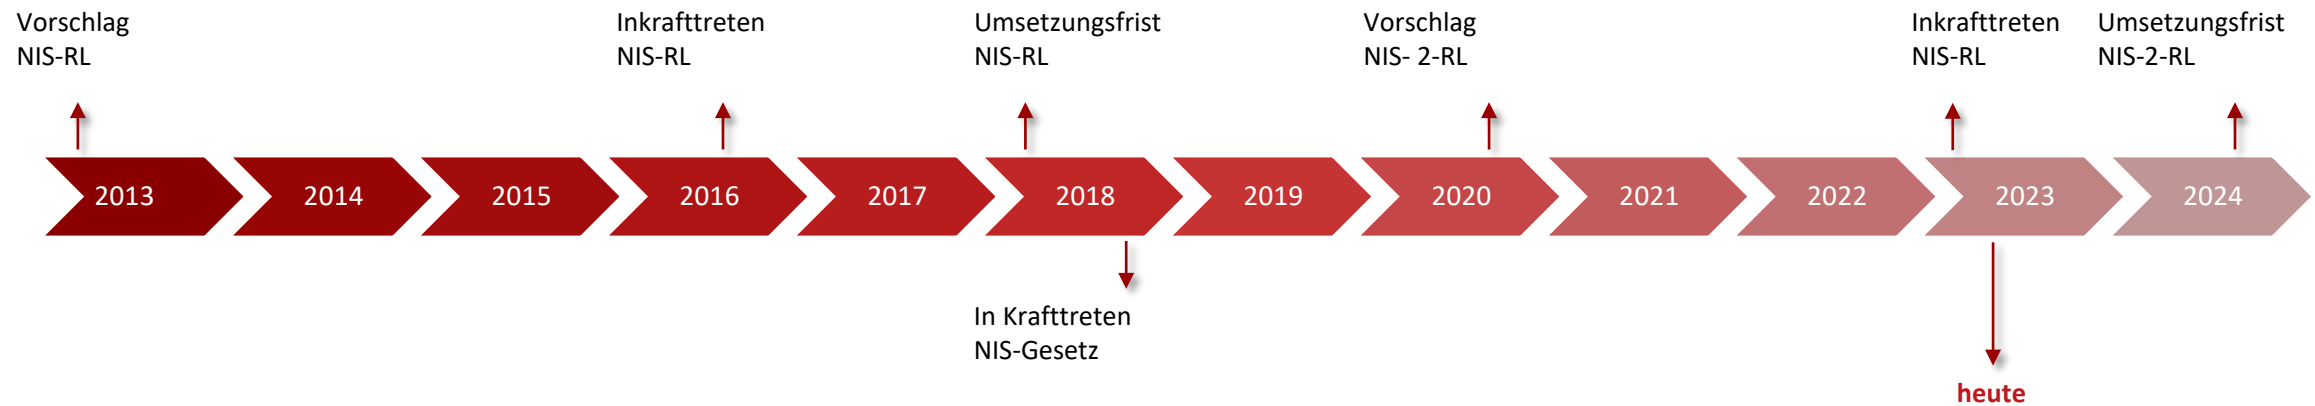 Vorschlag
NIS-RL
Inkrafttreten
NIS-RL
Umsetzungsfrist
NIS-RL
Vorschlag
NIS- 2-RL
Inkrafttreten
NIS-RL
Umsetzungsfrist
NIS-2-RL
2013
2014
2015
2016
2017
2018
2019
2020
2021
2022
2023
2024
In Krafttreten
NIS-Gesetz
heute